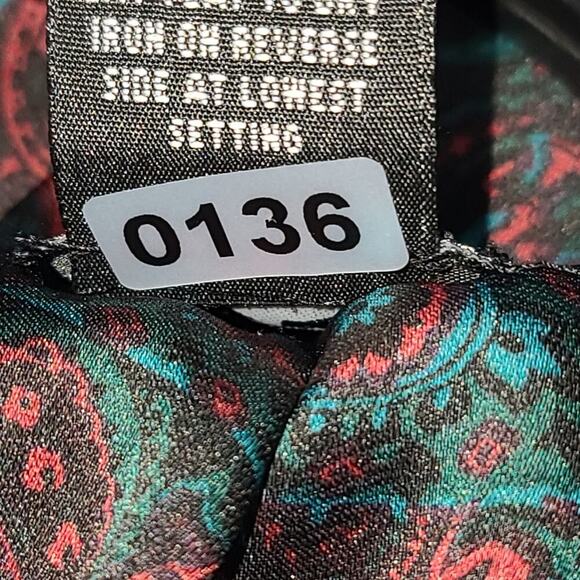 IRON ON REVERSE
SIDE AT LOWEST
SETTING
0136